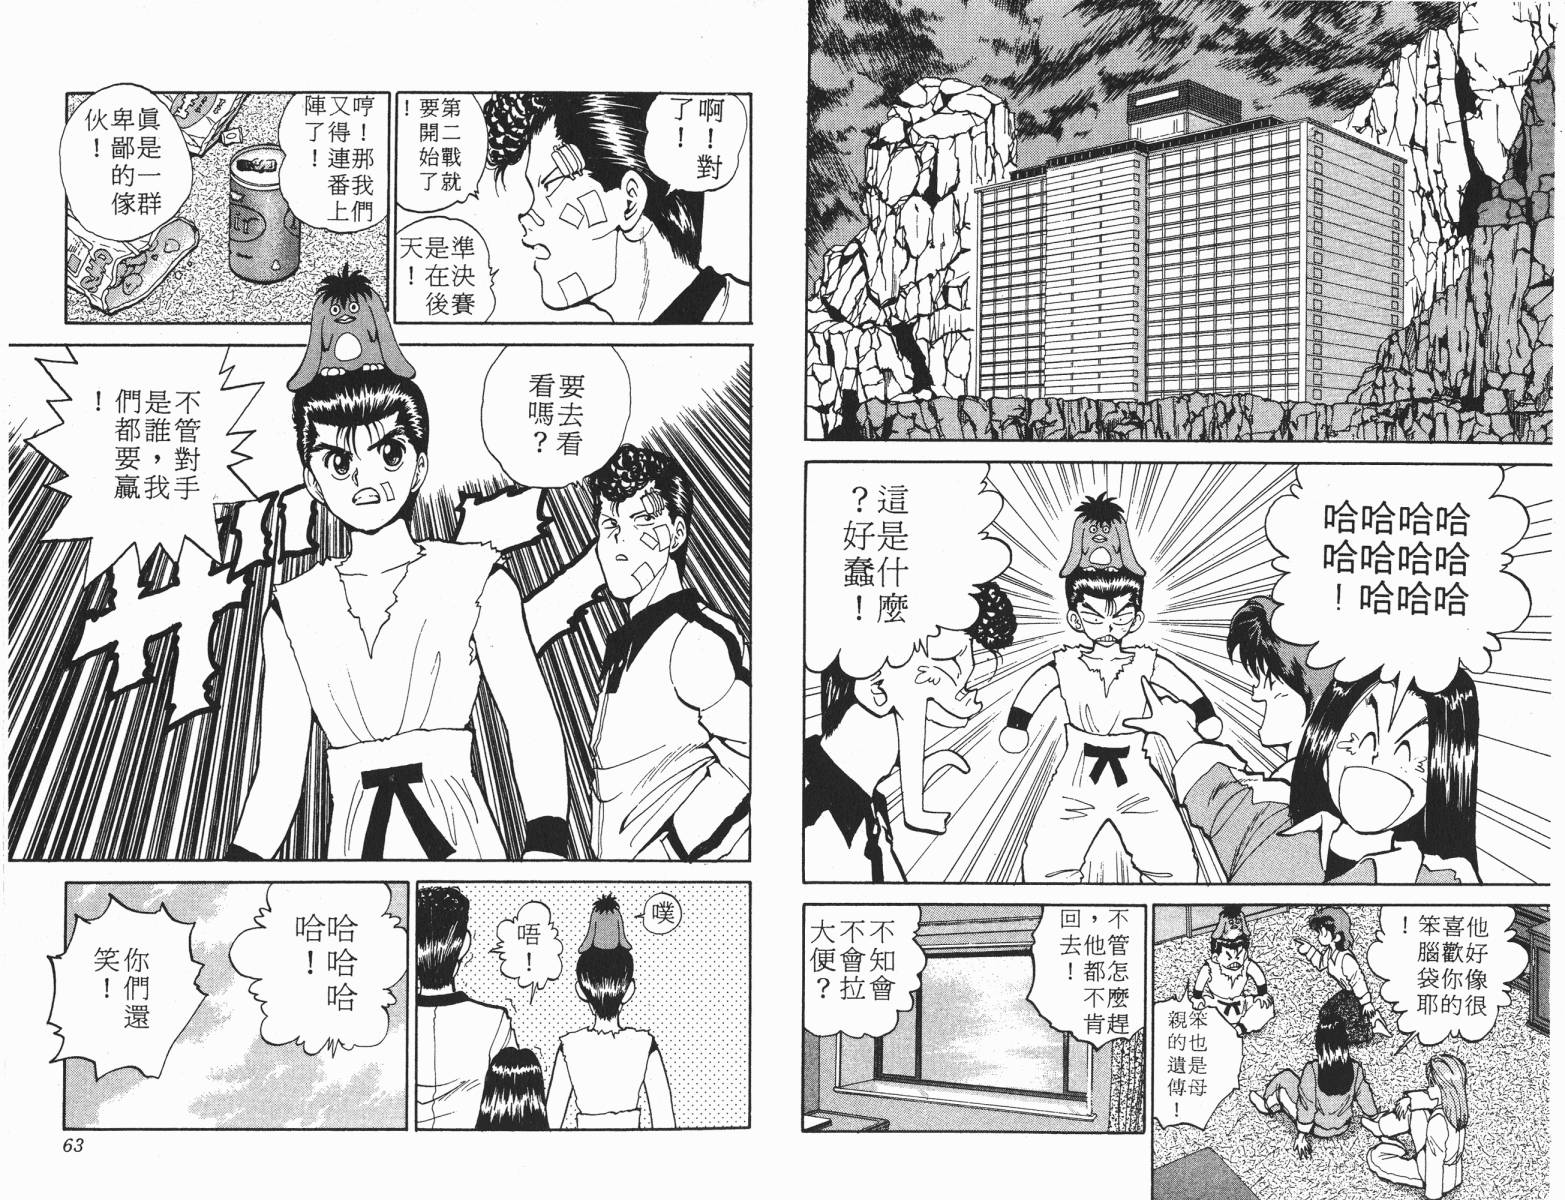 哈哈哈哈
哈哈哈哈
哈哈哈！
這是什麼
？好蠢！
他好像很
喜歡你的
笨腦袋耶
！
笨也是母
親的遺傳！
不管怎麼趕
，他都不肯
回去！
不知會
不會拉
大便？
啊！對
了！
第二戰就
要開始了
！
準決賽
是在後
天！
哼！那我們
又得連番上
陣了！
真是一群
卑鄙的傢
伙！
要去看
看嗎？
不管對手
是誰，我
們都要贏
！
噗
唔！
哈哈哈
哈！
你們還
笑！
63